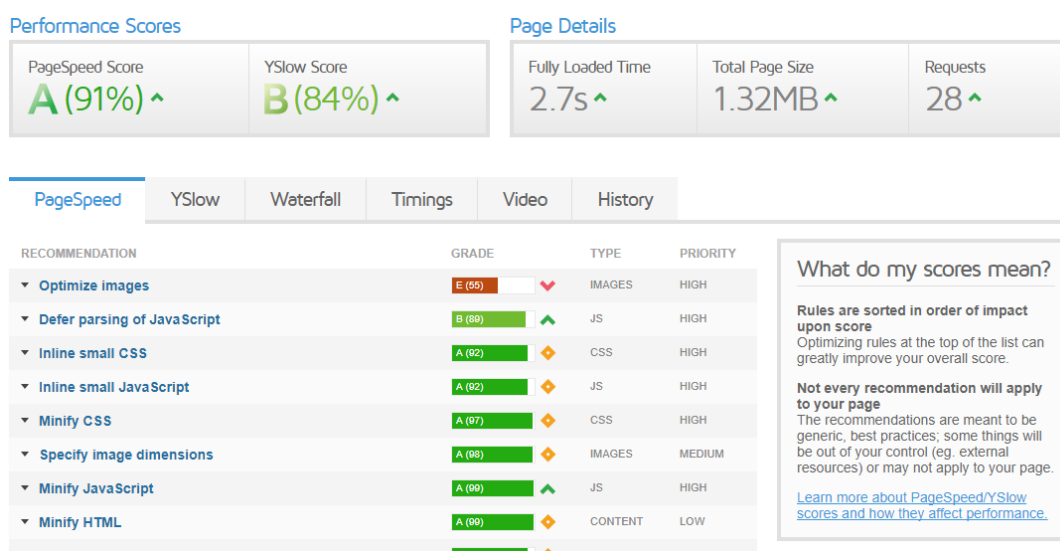 Performance Scores
Page Details
PageSpeed Score
YSlow Score
Fully Loaded Time
Total Page Size
Requests
A (91%)
B (84%)
2.7s
1.32MB
28
PageSpeed
YSlow
Waterfall
Timings
Video
History
RECOMMENDATION GRADE TYPE PRIORITY
Optimize images E (55) IMAGES HIGH
Defer parsing of JavaScript B (89) JS HIGH
Inline small CSS A (92) CSS HIGH
Inline small JavaScript A (92) JS HIGH
Minify CSS A (97) CSS HIGH
Specify image dimensions A (98) IMAGES MEDIUM
Minify JavaScript A (99) JS HIGH
Minify HTML A (99) CONTENT LOW
What do my scores mean?
Rules are sorted in order of impact
upon score
Optimizing rules at the top of the list can
greatly improve your overall score.
Not every recommendation will apply
to your page
The recommendations are meant to be
generic, best practices; some things will
be out of your control (eg. external
resources) or may not apply to your page.
Learn more about PageSpeed/YSlow
scores and how they affect performance.